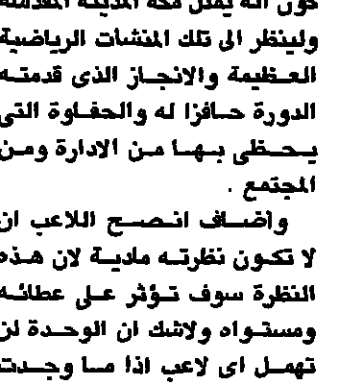 حول انه يمثل مكة المدينة المقدسة
ولينظر الى تلك المنشآت الرياضية
العظيمة والانجاز الذى قدمته
الدورة حافزا له والحفاوة التى
يحظى بها من الادارة ومن
المجتمع .
وأضاف انصح اللاعب ان
لا تكون نظرته مادية لان هذه
النظرة سوف تؤثر على عطائه
ومستواه ولاشك ان الوحدة لن
تهمل اى لاعب اذا ما وجدت